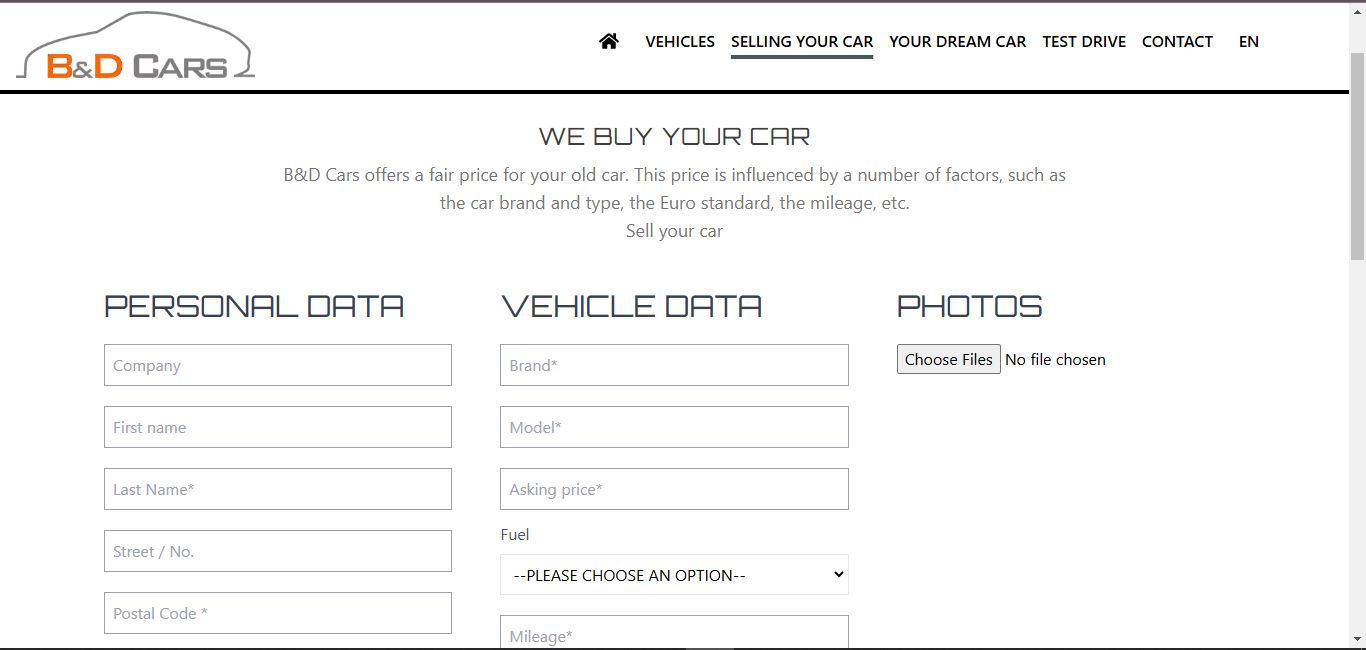 B&D CARS
VEHICLES SELLING YOUR CAR YOUR DREAM CAR TEST DRIVE CONTACT EN
WE BUY YOUR CAR
B&D Cars offers a fair price for your old car. This price is influenced by a number of factors, such as
the car brand and type, the Euro standard, the mileage, etc.
Sell your car
PERSONAL DATA
Company
First name
Last Name*
Street / No.
Postal Code *
VEHICLE DATA
Brand*
Model*
Asking price*
Fuel
--PLEASE CHOOSE AN OPTION--
Mileage*
PHOTOS
Choose Files No file chosen